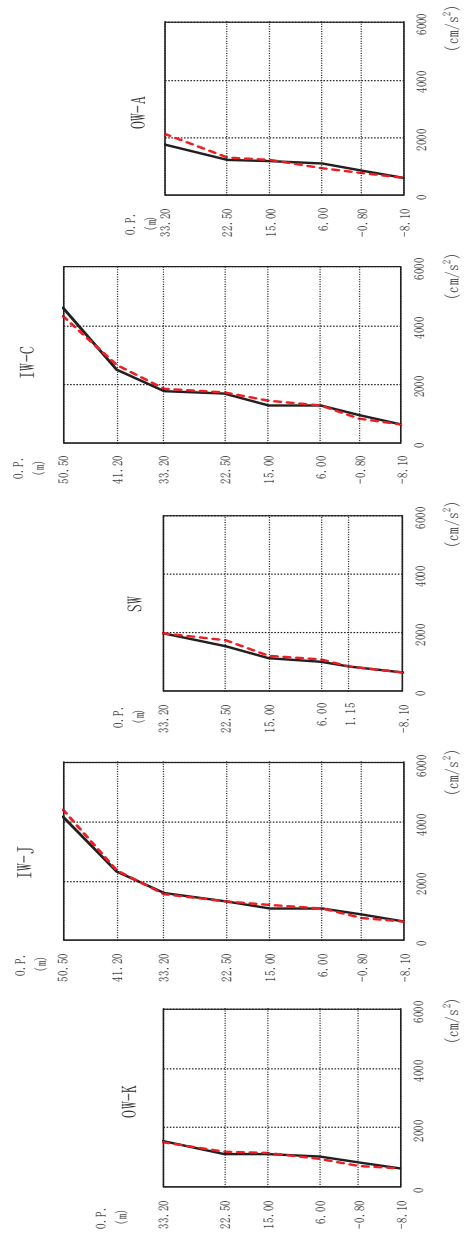 OW-K
O.P.
(m)
33.20
22.50
15.00
6.00
-0.80
-8.10
0
2000
4000
6000
(cm/s²)
IW-J
O.P.
(m)
50.50
41.20
33.20
22.50
15.00
6.00
-0.80
-8.10
0
2000
4000
6000
(cm/s²)
SW
O.P.
(m)
33.20
22.50
15.00
6.00
1.15
-8.10
0
2000
4000
6000
(cm/s²)
IW-C
O.P.
(m)
50.50
41.20
33.20
22.50
15.00
6.00
-0.80
-8.10
0
2000
4000
6000
(cm/s²)
OW-A
O.P.
(m)
33.20
22.50
15.00
6.00
-0.80
-8.10
0
2000
4000
6000
(cm/s²)